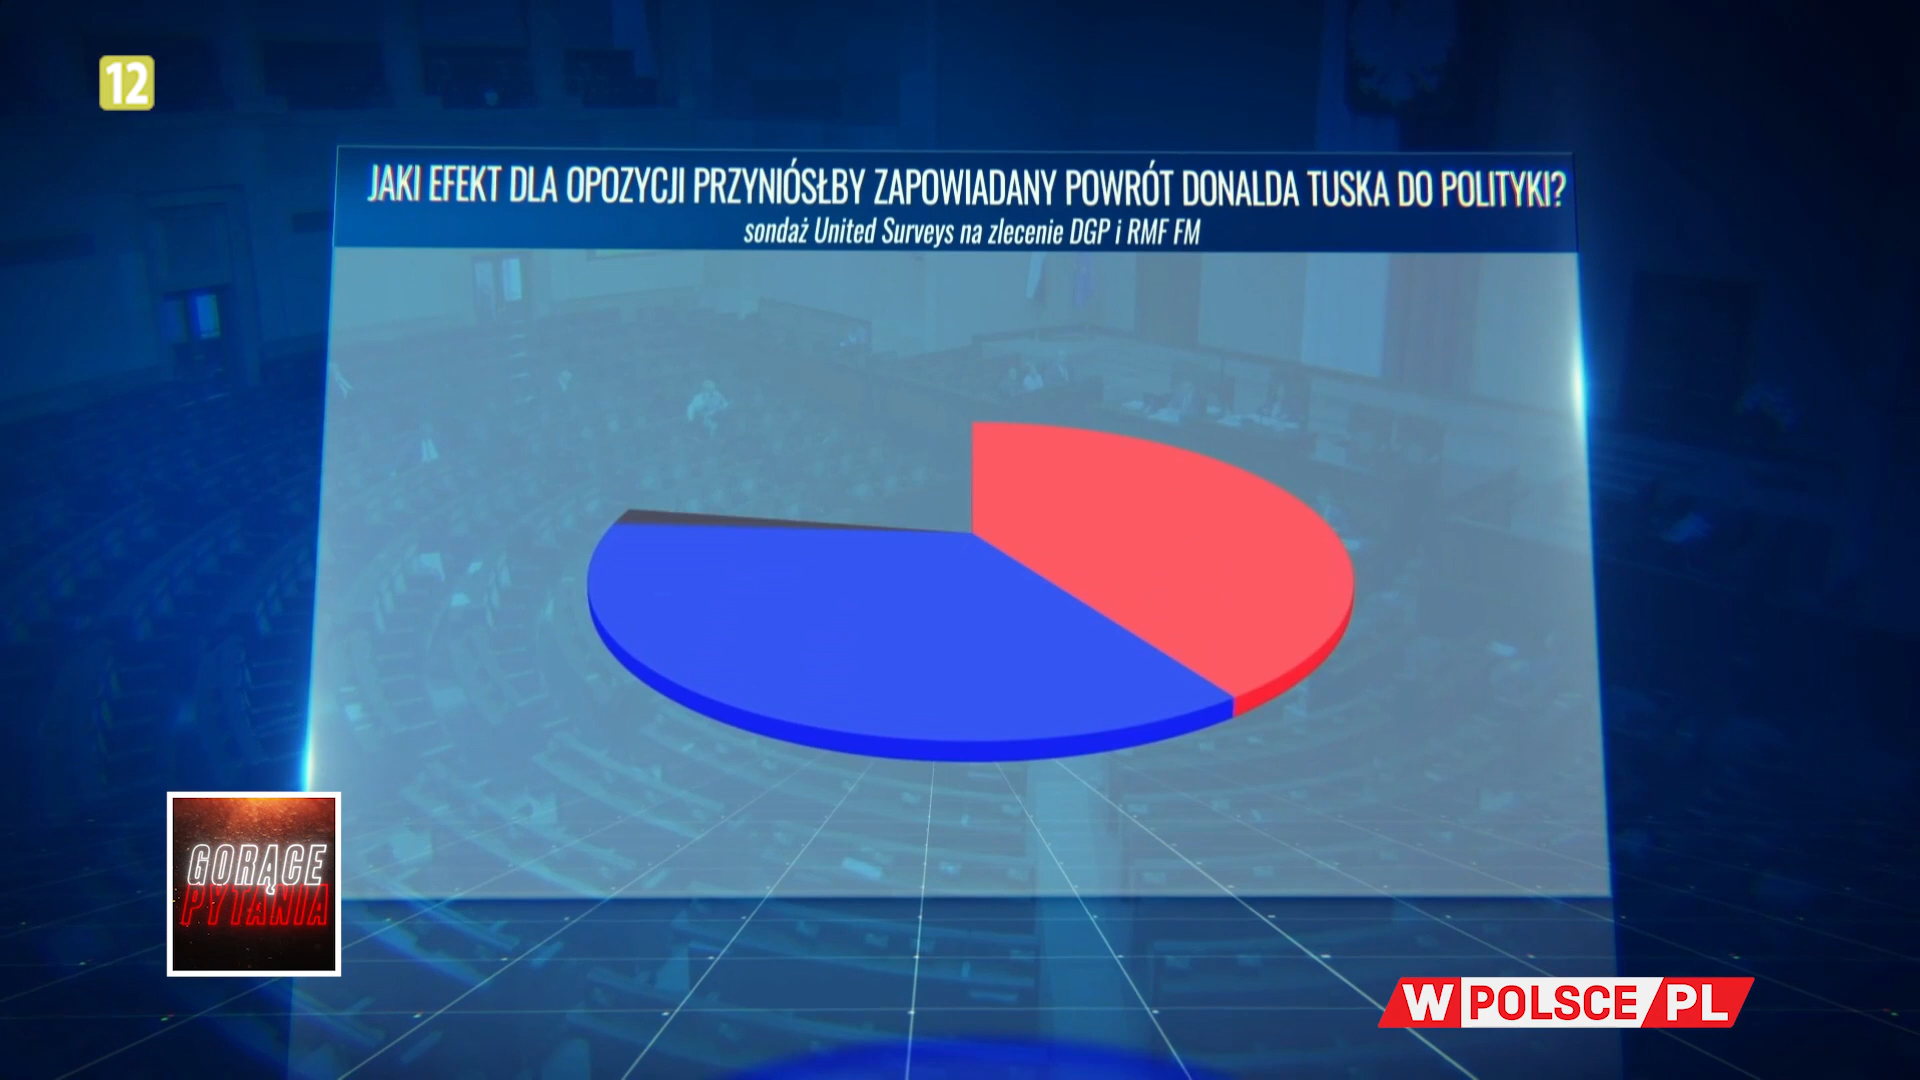 12
JAKI EFEKT DLA OPOZYCJI PRZYNIÓSŁBY ZAPOWIADANY POWRÓT DONALDA TUSKA DO POLITYKI?
sondaż United Surveys na zlecenie DGP i RMF FM
GORĄCE
PYTANIA
W POLSCE/PL